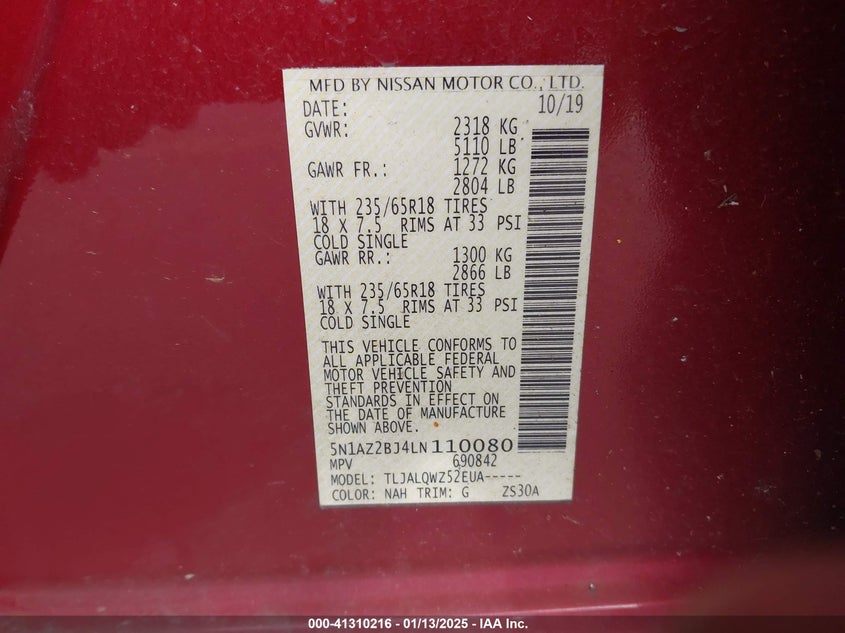 MFD BY NISSAN MOTOR CO., LTD.
DATE: 10/19
GVWR: 2318 KG
5110 LB
GAWR FR.: 1272 KG
2804 LB
WITH 235/65R18 TIRES
18 X 7.5 RIMS AT 33 PSI
COLD SINGLE
GAWR RR.: 1300 KG
2866 LB
WITH 235/65R18 TIRES
18 X 7.5 RIMS AT 33 PSI
COLD SINGLE
THIS VEHICLE CONFORMS TO
ALL APPLICABLE FEDERAL
MOTOR VEHICLE SAFETY AND
THEFT PREVENTION
STANDARDS IN EFFECT ON
THE DATE OF MANUFACTURE
SHOWN ABOVE.
5N1AZ2BJ4LN110080
MPV 690842
MODEL: TLJALQWZ52EUA-----
COLOR: NAH TRIM: G ZS30A
000-41310216 - 01/13/2025 - IAA Inc.